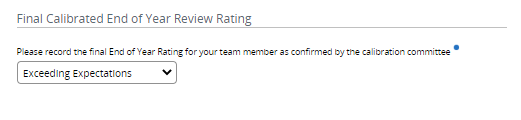 Final Calibrated End of Year Review Rating
Please record the final End of Year Rating for your team member as confirmed by the calibration committee
Exceeding Expectations